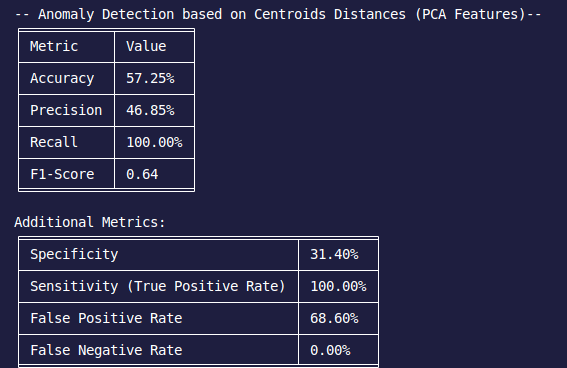 -- Anomaly Detection based on Centroids Distances (PCA Features)--
Metric Value
Accuracy 57.25%
Precision 46.85%
Recall 100.00%
F1-Score 0.64
Additional Metrics:
Specificity 31.40%
Sensitivity (True Positive Rate) 100.00%
False Positive Rate 68.60%
False Negative Rate 0.00%